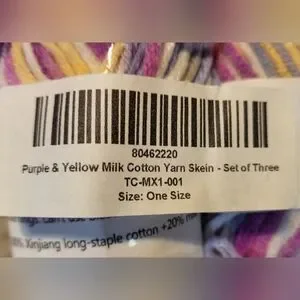 80462220
Purple & Yellow Milk Cotton Yarn Skein - Set of Three
TC-MX1-001
Size: One Size
Xinjiang long-staple cotton +20%